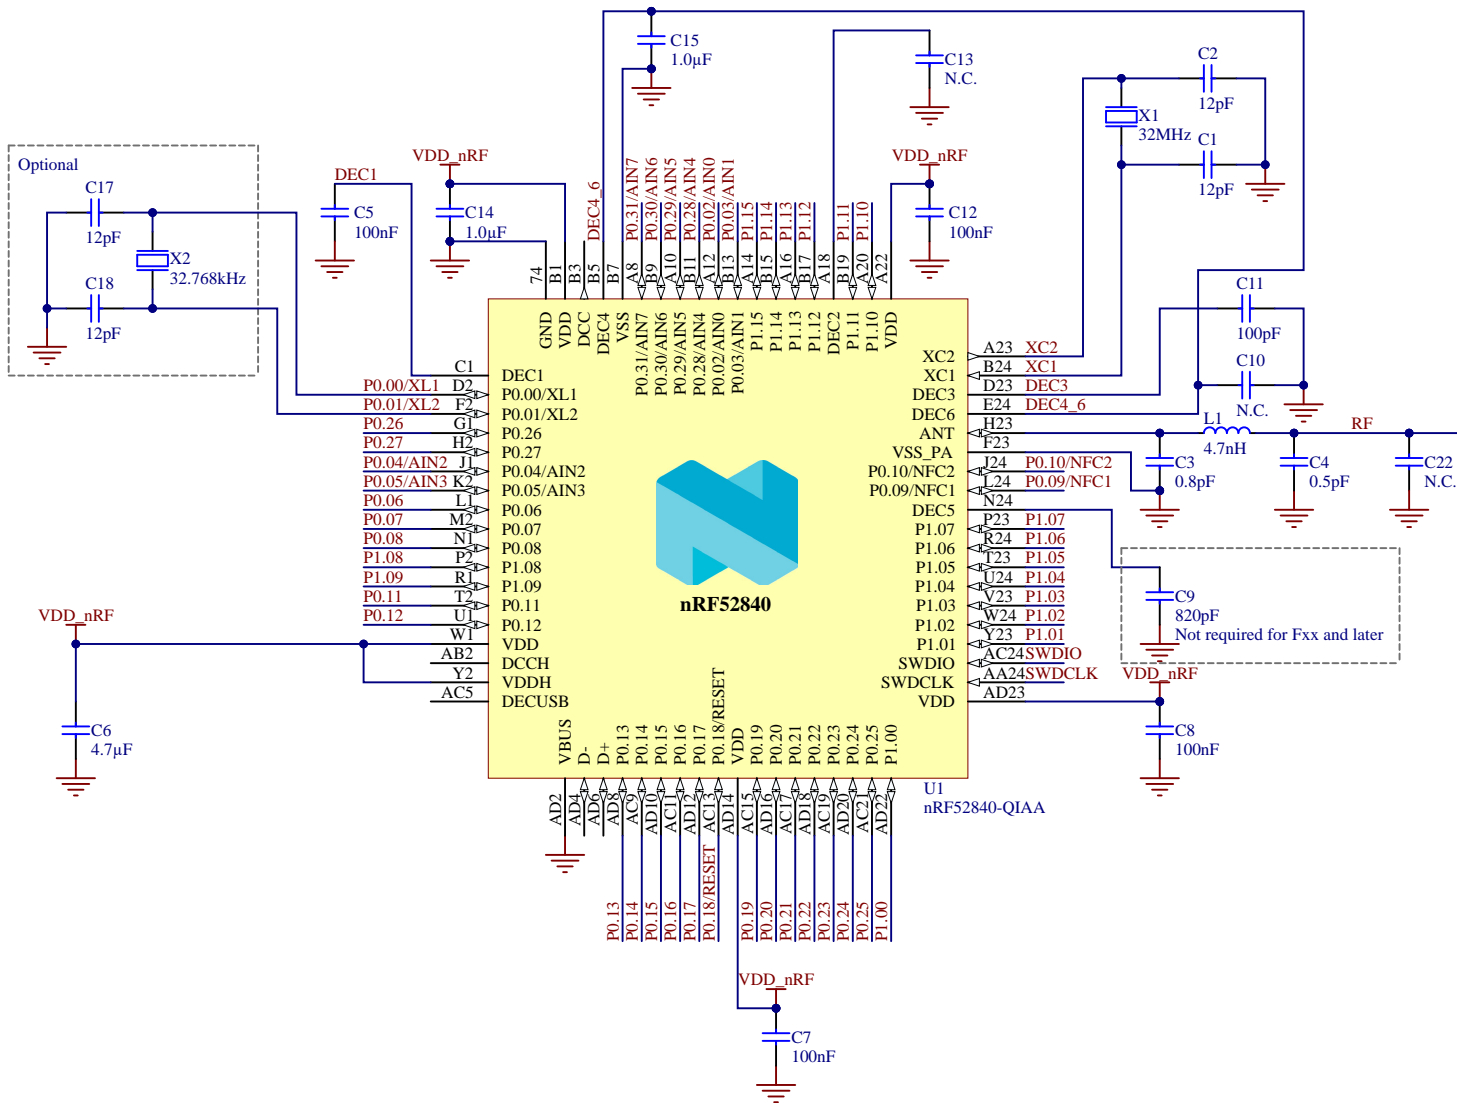 C15
1.0µF
C13
N.C.
C2
12pF
X1
32MHz
C1
12pF
Optional
C17
12pF
X2
32.768kHz
C18
12pF
DEC1
C5
100nF
VDD_nRF
C14
1.0µF
VDD_nRF
C12
100nF
DEC4_6
P0.31/AIN7
P0.30/AIN6
P0.29/AIN5
P0.28/AIN4
P0.02/AIN0
P0.03/AIN1
P1.15
P1.14
P1.13
P1.12
P1.11
P1.10
74
B1
B3
B5
B7
A8
B9
A10
B11
A12
B13
A14
B15
A16
B17
A18
B19
A20
A22
GND
VDD
DCC
DEC4
VSS
P0.31/AIN7
P0.30/AIN6
P0.29/AIN5
P0.28/AIN4
P0.02/AIN0
P0.03/AIN1
P1.15
P1.14
P1.13
P1.12
DEC2
P1.11
P1.10
VDD
C11
100pF
C10
N.C.
C1 DEC1
P0.00/XL1 D2 P0.00/XL1
P0.01/XL2 F2 P0.01/XL2
P0.26 G1 P0.26
P0.27 H2 P0.27
P0.04/AIN2 J1 P0.04/AIN2
P0.05/AIN3 K2 P0.05/AIN3
P0.06 L1 P0.06
P0.07 M2 P0.07
P0.08 N1 P0.08
P1.08 P2 P1.08
P1.09 R1 P1.09
P0.11 T2 P0.11
P0.12 U1 P0.12
W1 VDD
AB2 DCCH
Y2 VDDH
AC5 DECUSB
XC2 A23 XC2
XC1 B24 XC1
DEC3 D23 DEC3
DEC6 E24 DEC4_6
ANT H23
VSS_PA F23
P0.10/NFC2 J24 P0.10/NFC2
P0.09/NFC1 L24 P0.09/NFC1
DEC5 N24
P1.07 P23 P1.07
P1.06 R24 P1.06
P1.05 T23 P1.05
P1.04 U24 P1.04
P1.03 V23 P1.03
P1.02 W24 P1.02
P1.01 Y23 P1.01
SWDIO AC24 SWDIO
SWDCLK AA24 SWDCLK
VDD AD23
nRF52840
L1
4.7nH
RF
C3
0.8pF
C4
0.5pF
C22
N.C.
C9
820pF
Not required for Fxx and later
VDD_nRF
C8
100nF
VDD_nRF
C6
4.7µF
VBUS
D-
D+
P0.13
P0.14
P0.15
P0.16
P0.17
P0.18/RESET
VDD
P0.19
P0.20
P0.21
P0.22
P0.23
P0.24
P0.25
P1.00
U1
nRF52840-QIAA
AD2
AD4
AD6
AD8
AC9
AD10
AC11
AD12
AC13
AD14
AC15
AD16
AC17
AD18
AC19
AD20
AC21
AD22
P0.13
P0.14
P0.15
P0.16
P0.17
P0.18/RESET
P0.19
P0.20
P0.21
P0.22
P0.23
P0.24
P0.25
P1.00
VDD_nRF
C7
100nF